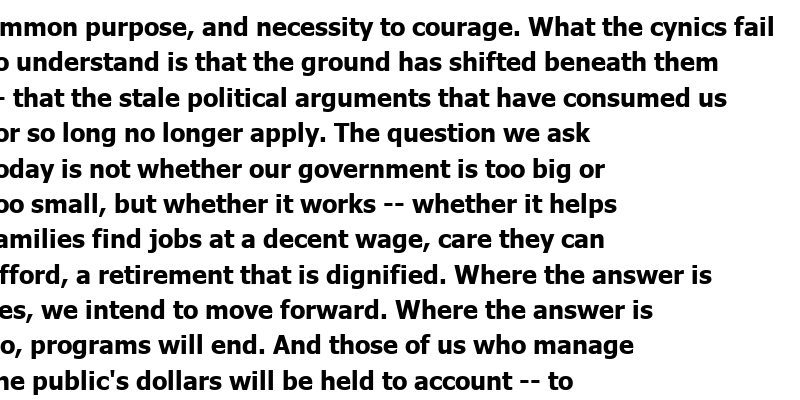 mmon purpose, and necessity to courage. What the cynics fail
o understand is that the ground has shifted beneath them
- that the stale political arguments that have consumed us
or so long no longer apply. The question we ask
oday is not whether our government is too big or
oo small, but whether it works -- whether it helps
amilies find jobs at a decent wage, care they can
fford, a retirement that is dignified. Where the answer is
es, we intend to move forward. Where the answer is
o, programs will end. And those of us who manage
he public's dollars will be held to account -- to